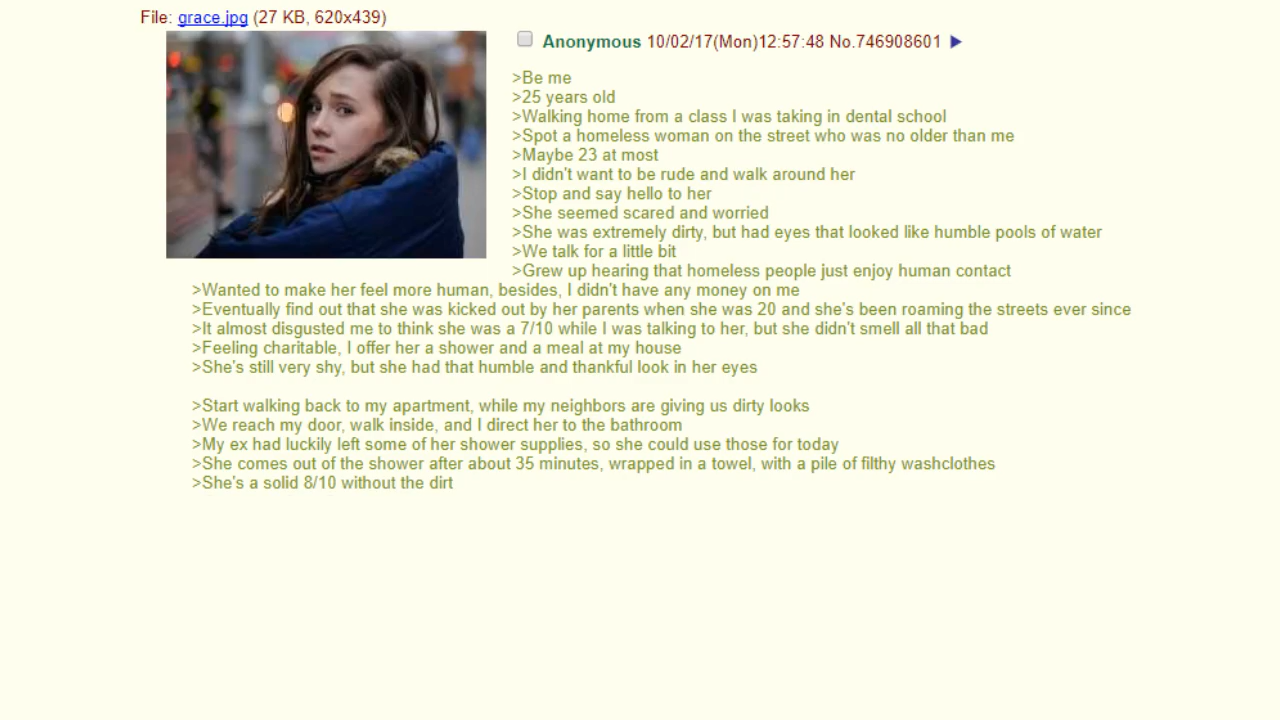 File: grace.jpg (27 KB, 620x439)
Anonymous 10/02/17(Mon)12:57:48 No.746908601 ▶
>Be me
>25 years old
>Walking home from a class I was taking in dental school
>Spot a homeless woman on the street who was no older than me
>Maybe 23 at most
>I didn't want to be rude and walk around her
>Stop and say hello to her
>She seemed scared and worried
>She was extremely dirty, but had eyes that looked like humble pools of water
>We talk for a little bit
>Grew up hearing that homeless people just enjoy human contact
>Wanted to make her feel more human, besides, I didn't have any money on me
>Eventually find out that she was kicked out by her parents when she was 20 and she's been roaming the streets ever since
>It almost disgusted me to think she was a 7/10 while I was talking to her, but she didn't smell all that bad
>Feeling charitable, I offer her a shower and a meal at my house
>She's still very shy, but she had that humble and thankful look in her eyes
>Start walking back to my apartment, while my neighbors are giving us dirty looks
>We reach my door, walk inside, and I direct her to the bathroom
>My ex had luckily left some of her shower supplies, so she could use those for today
>She comes out of the shower after about 35 minutes, wrapped in a towel, with a pile of filthy washclothes
>She's a solid 8/10 without the dirt